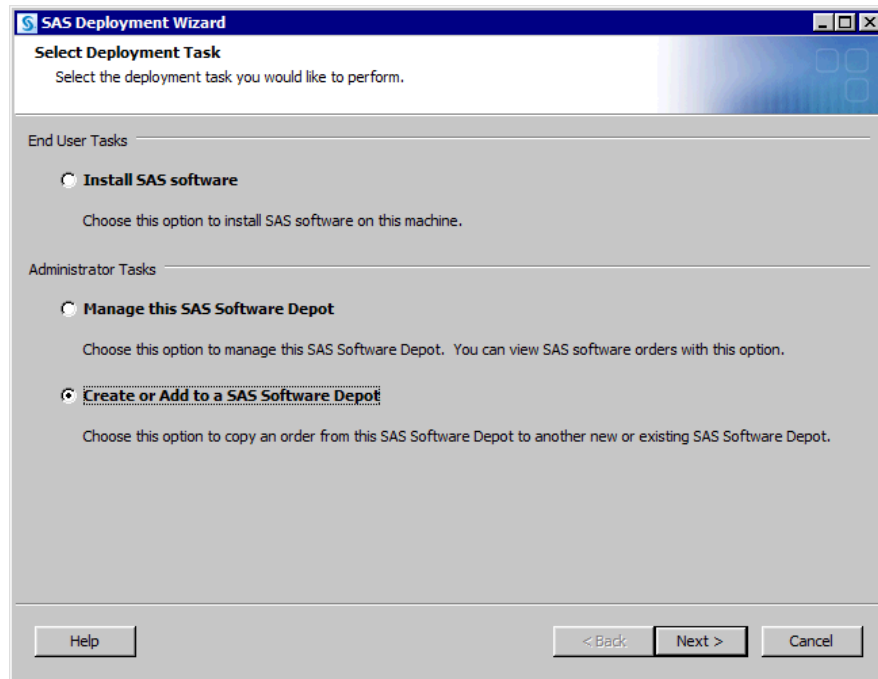 SAS Deployment Wizard
Select Deployment Task
Select the deployment task you would like to perform.
End User Tasks
Install SAS software
Choose this option to install SAS software on this machine.
Administrator Tasks
Manage this SAS Software Depot
Choose this option to manage this SAS Software Depot. You can view SAS software orders with this option.
Create or Add to a SAS Software Depot
Choose this option to copy an order from this SAS Software Depot to another new or existing SAS Software Depot.
Help < Back Next > Cancel